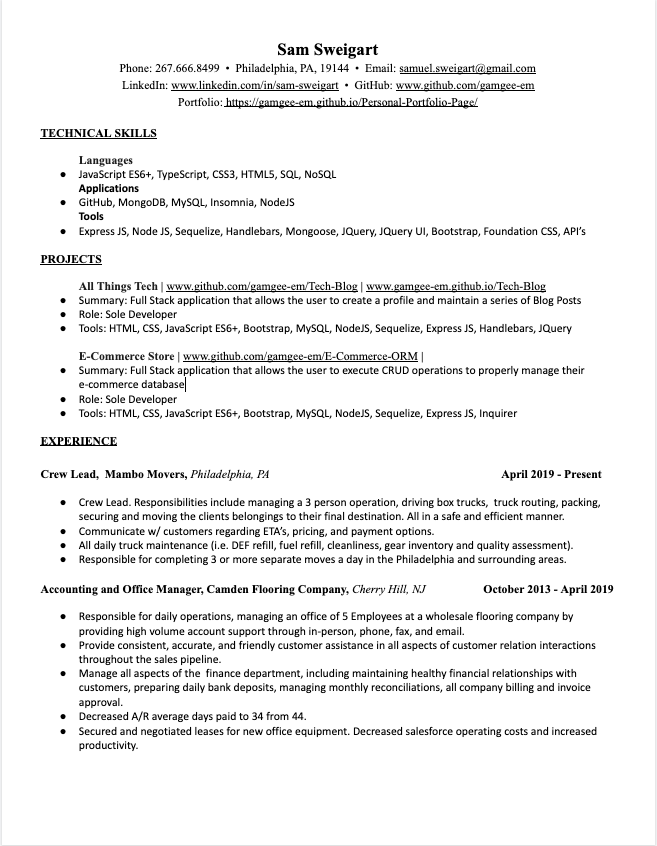 Sam Sweigart
Phone: 267.666.8499 • Philadelphia, PA, 19144 • Email: samuel.sweigart@gmail.com
LinkedIn: www.linkedin.com/in/sam-sweigart • GitHub: www.github.com/gamgee-em
Portfolio: https://gamgee-em.github.io/Personal-Portfolio-Page/
TECHNICAL SKILLS
Languages
● JavaScript ES6+, TypeScript, CSS3, HTML5, SQL, NoSQL
Applications
● GitHub, MongoDB, MySQL, Insomnia, NodeJS
Tools
● Express JS, Node JS, Sequelize, Handlebars, Mongoose, JQuery, JQuery UI, Bootstrap, Foundation CSS, API's
PROJECTS
All Things Tech | www.github.com/gamgee-em/Tech-Blog | www.gamgee-em.github.io/Tech-Blog
● Summary: Full Stack application that allows the user to create a profile and maintain a series of Blog Posts
● Role: Sole Developer
● Tools: HTML, CSS, JavaScript ES6+, Bootstrap, MySQL, NodeJS, Sequelize, Express JS, Handlebars, JQuery
E-Commerce Store | www.github.com/gamgee-em/E-Commerce-ORM |
● Summary: Full Stack application that allows the user to execute CRUD operations to properly manage their
e-commerce database
● Role: Sole Developer
● Tools: HTML, CSS, JavaScript ES6+, Bootstrap, MySQL, NodeJS, Sequelize, Express JS, Inquirer
EXPERIENCE
Crew Lead, Mambo Movers, Philadelphia, PA April 2019 - Present
● Crew Lead. Responsibilities include managing a 3 person operation, driving box trucks, truck routing, packing,
securing and moving the clients belongings to their final destination. All in a safe and efficient manner.
● Communicate w/ customers regarding ETA's, pricing, and payment options.
● All daily truck maintenance (i.e. DEF refill, fuel refill, cleanliness, gear inventory and quality assessment).
● Responsible for completing 3 or more separate moves a day in the Philadelphia and surrounding areas.
Accounting and Office Manager, Camden Flooring Company, Cherry Hill, NJ October 2013 - April 2019
● Responsible for daily operations, managing an office of 5 Employees at a wholesale flooring company by
providing high volume account support through in-person, phone, fax, and email.
● Provide consistent, accurate, and friendly customer assistance in all aspects of customer relation interactions
throughout the sales pipeline.
● Manage all aspects of the finance department, including maintaining healthy financial relationships with
customers, preparing daily bank deposits, managing monthly reconciliations, all company billing and invoice
approval.
● Decreased A/R average days paid to 34 from 44.
● Secured and negotiated leases for new office equipment. Decreased salesforce operating costs and increased
productivity.